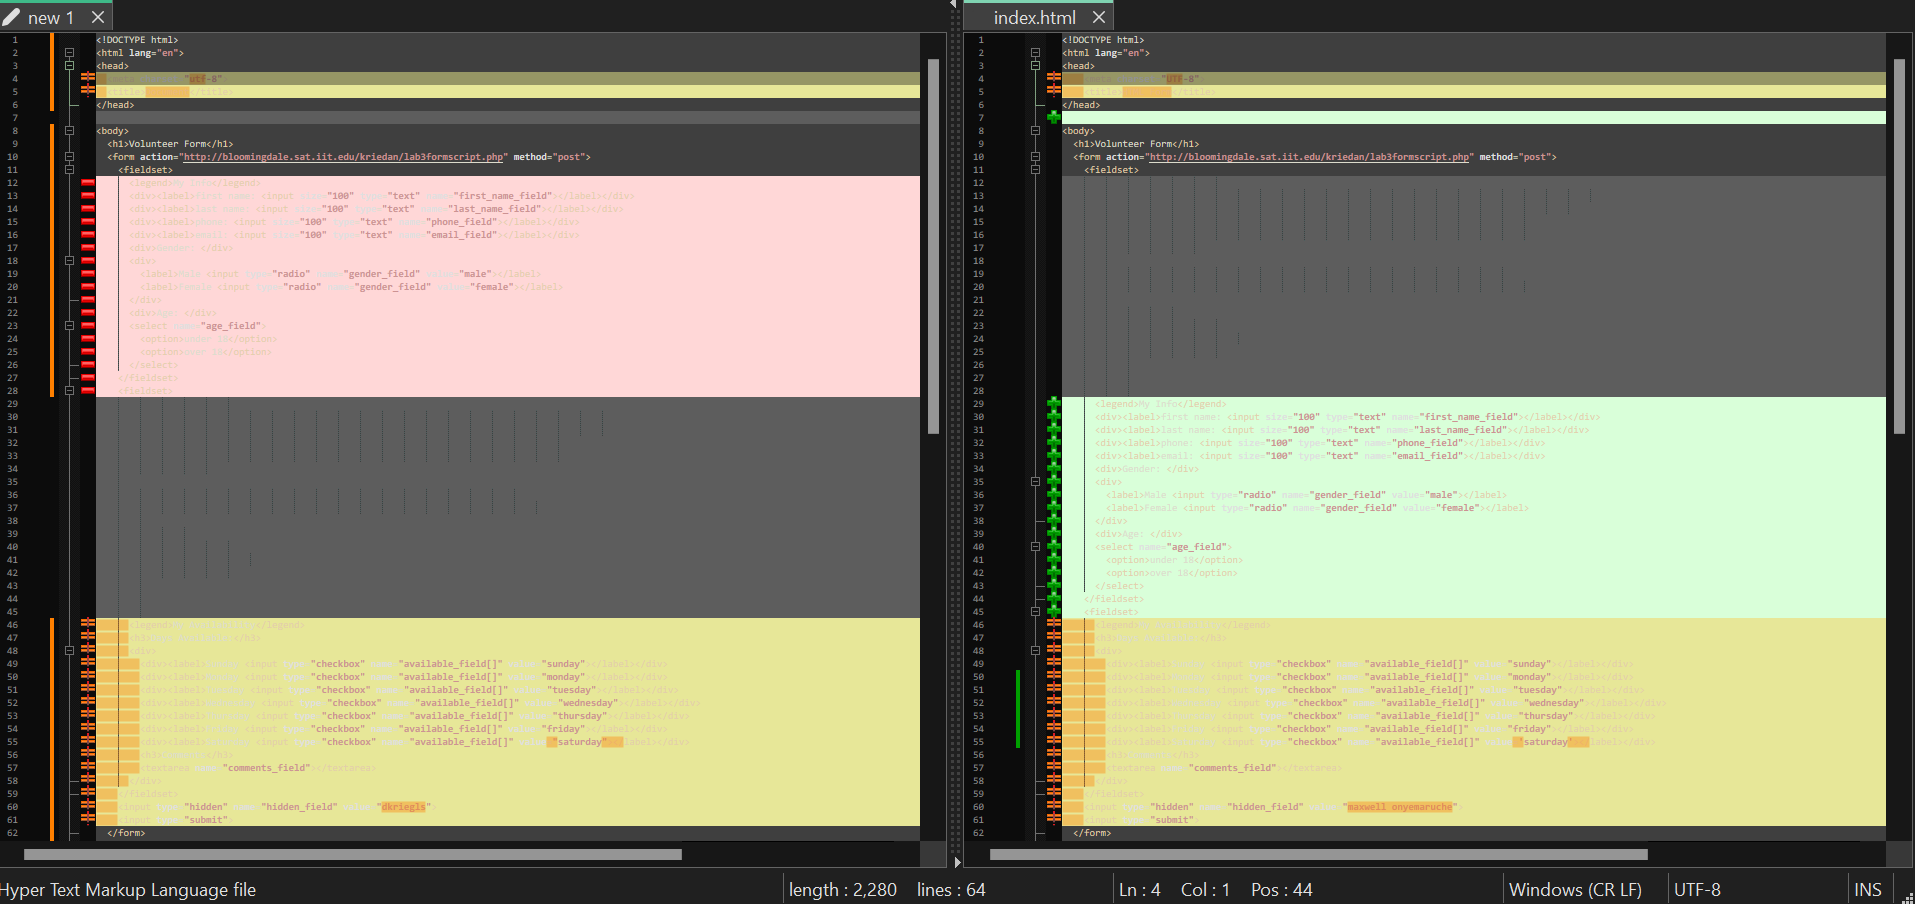 new 1
index.html
1 <!DOCTYPE html>
2 <html lang="en">
3 <head>
4 "utf-8"
5 <title> </title>
6 </head>
7
8 <body>
9 <h1>Volunteer Form</h1>
10 <form action="http://bloomingdale.sat.iit.edu/kriedan/lab3formscript.php" method="post">
11 <fieldset>
12 <legend>My Info</legend>
13 <div><label>first name: <input size="100" type="text" name="first_name_field"></label></div>
14 <div><label>last name: <input size="100" type="text" name="last_name_field"></label></div>
15 <div><label>phone: <input size="100" type="text" name="phone_field"></label></div>
16 <div><label>email: <input size="100" type="text" name="email_field"></label></div>
17 <div>Gender: </div>
18 <div>
19 <label>Male <input type="radio" name="gender_field" value="male"></label>
20 <label>Female <input type="radio" name="gender_field" value="female"></label>
21 </div>
22 <div>Age: </div>
23 <select name="age_field">
24 <option>under 18</option>
25 <option>over 18</option>
26 </select>
27 </fieldset>
28 <fieldset>
29
30
31
32
33
34
35
36
37
38
39
40
41
42
43
44
45
46 <legend> </legend>
47 <h3> </h3>
48 <div>
49 <div><label> <input type="checkbox" name="available_field[]" value="sunday"></label></div>
50 <div><label> <input type="checkbox" name="available_field[]" value="monday"></label></div>
51 <div><label> <input type="checkbox" name="available_field[]" value="tuesday"></label></div>
52 <div><label> <input type="checkbox" name="available_field[]" value="wednesday"></label></div>
53 <div><label> <input type="checkbox" name="available_field[]" value="thursday"></label></div>
54 <div><label> <input type="checkbox" name="available_field[]" value="friday"></label></div>
55 <div><label> <input type="checkbox" name="available_field[]" "saturday" label></div>
56 </h3>
57 <textarea name="comments_field"></textarea>
58 </div>
59 </fieldset>
60 <input type="hidden" name="hidden_field" value="dkriegis">
61 <input type="submit">
62 </form>
1 <!DOCTYPE html>
2 <html lang="en">
3 <head>
4 "UTF-8"
5 <title> </title>
6 </head>
7
8 <body>
9 <h1>Volunteer Form</h1>
10 <form action="http://bloomingdale.sat.iit.edu/kriedan/lab3formscript.php" method="post">
11 <fieldset>
12
13
14
15
16
17
18
19
20
21
22
23
24
25
26
27
28
29 <legend>My Info</legend>
30 <div><label>first name: <input size="100" type="text" name="first_name_field"></label></div>
31 <div><label>last name: <input size="100" type="text" name="last_name_field"></label></div>
32 <div><label>phone: <input size="100" type="text" name="phone_field"></label></div>
33 <div><label>email: <input size="100" type="text" name="email_field"></label></div>
34 <div>Gender: </div>
35 <div>
36 <label>Male <input type="radio" name="gender_field" value="male"></label>
37 <label>Female <input type="radio" name="gender_field" value="female"></label>
38 </div>
39 <div>Age: </div>
40 <select name="age_field">
41 <option>under 18</option>
42 <option>over 18</option>
43 </select>
44 </fieldset>
45 <fieldset>
46 <legend> </legend>
47 <h3> </h3>
48 <div>
49 <div><label> <input type="checkbox" name="available_field[]" value="sunday"></label></div>
50 <div><label> <input type="checkbox" name="available_field[]" value="monday"></label></div>
51 <div><label> <input type="checkbox" name="available_field[]" value="tuesday"></label></div>
52 <div><label> <input type="checkbox" name="available_field[]" value="wednesday"></label></div>
53 <div><label> <input type="checkbox" name="available_field[]" value="thursday"></label></div>
54 <div><label> <input type="checkbox" name="available_field[]" value="friday"></label></div>
55 <div><label> <input type="checkbox" name="available_field[]" "saturday" label></div>
56 </h3>
57 <textarea name="comments_field"></textarea>
58 </div>
59 </fieldset>
60 <input type="hidden" name="hidden_field" value="maxwell onyemaruche">
61 <input type="submit">
62 </form>
Hyper Text Markup Language file
length : 2,280 lines : 64
Ln : 4 Col : 1 Pos : 44
Windows (CR LF)
UTF-8
INS